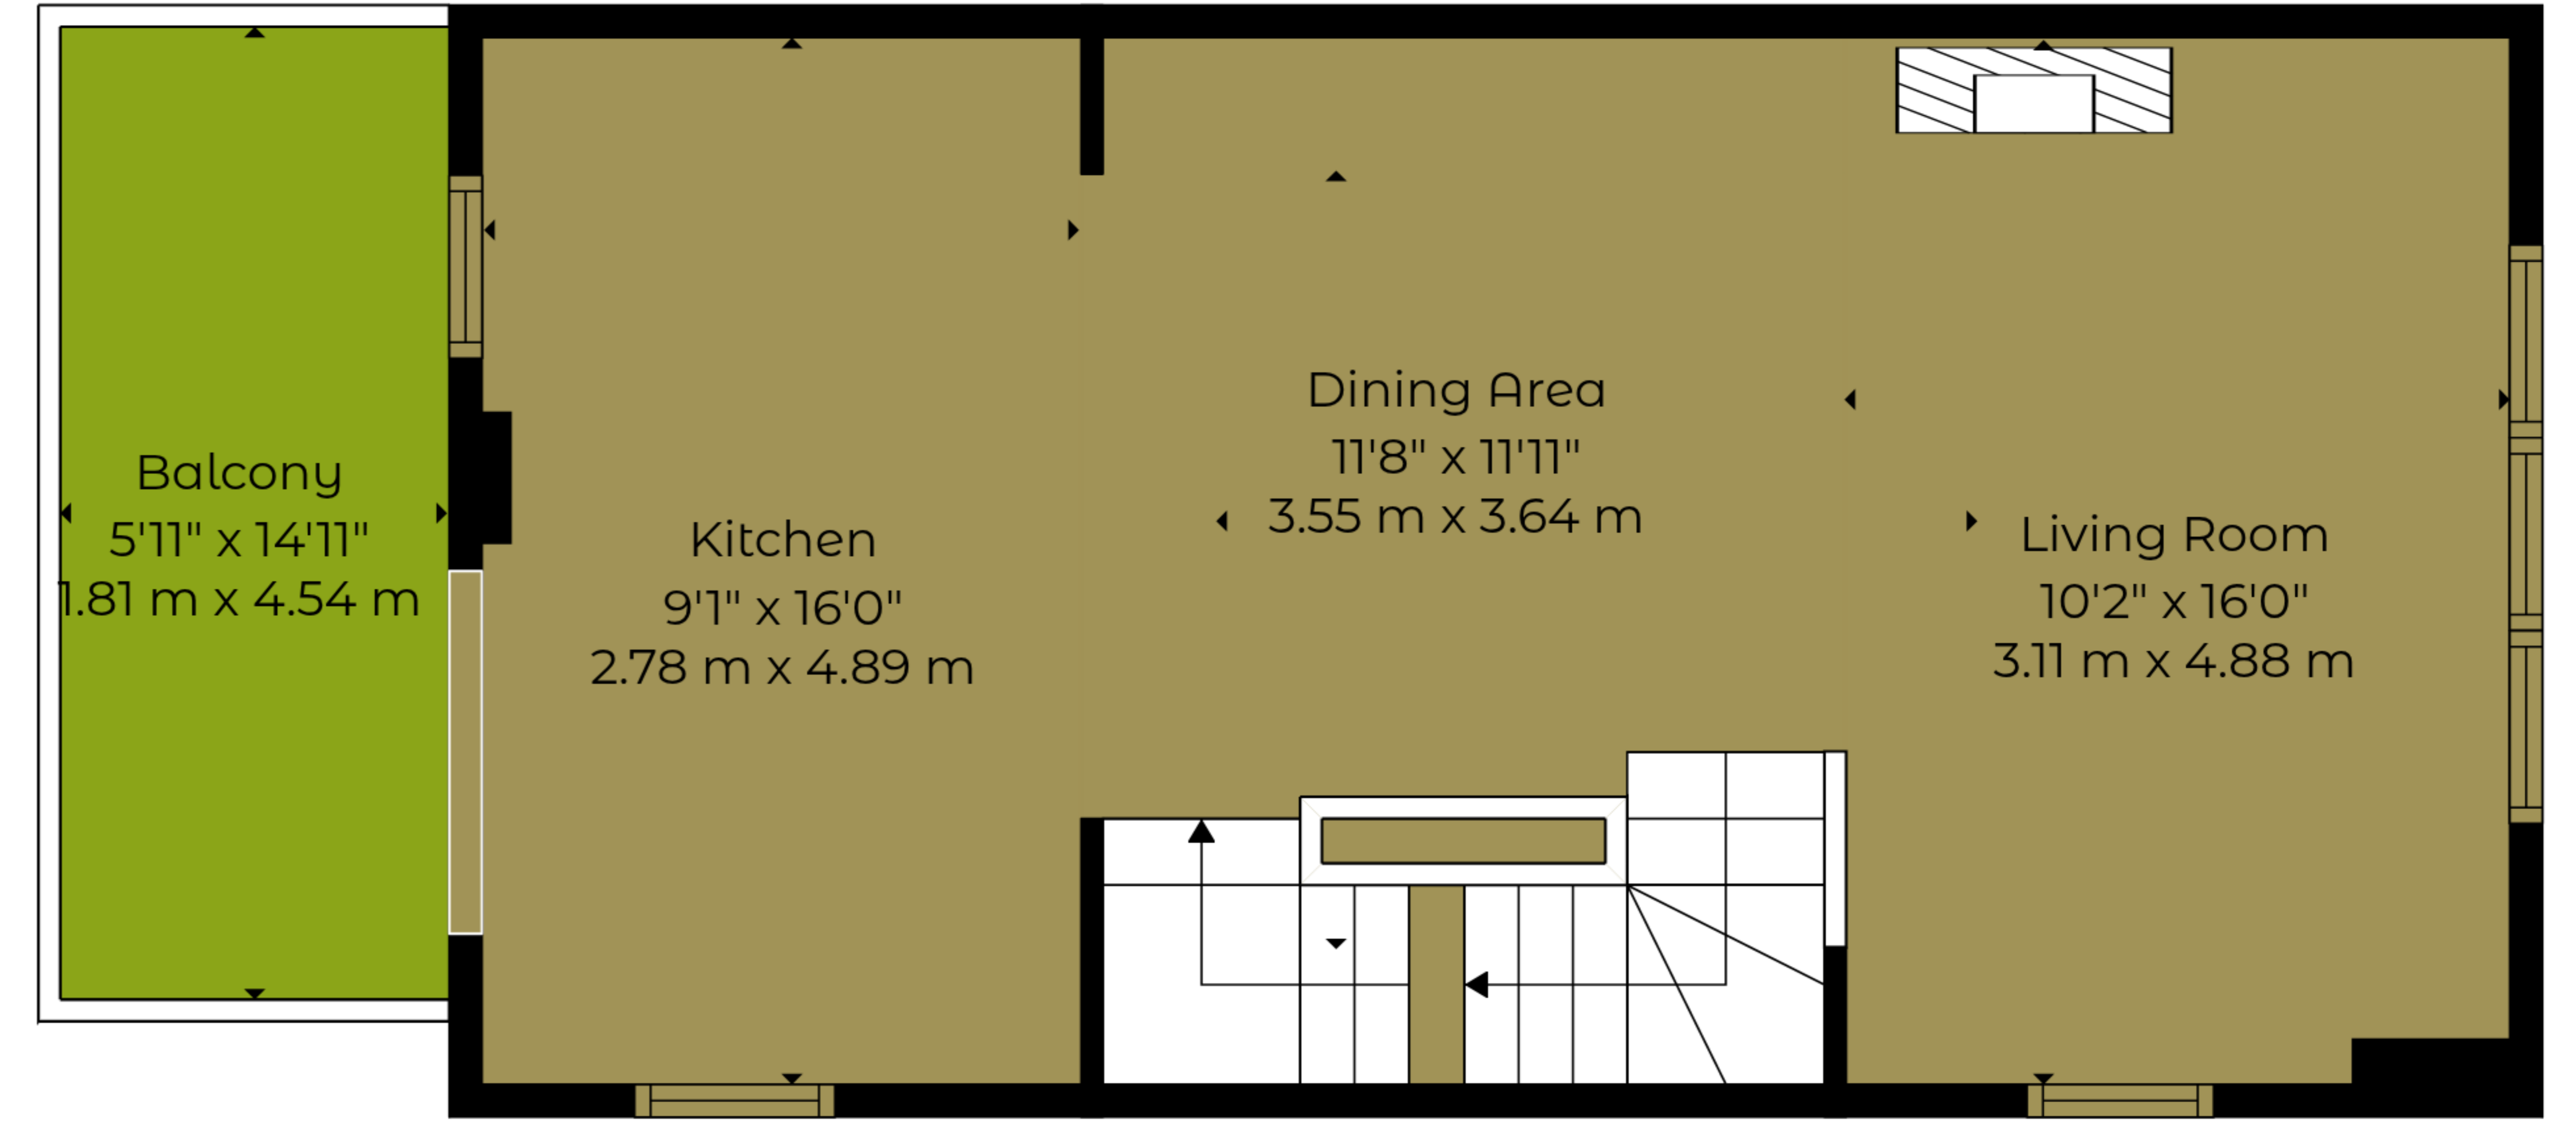 Balcony
5'11" x 14'11"
1.81 m x 4.54 m
Kitchen
9'1" x 16'0"
2.78 m x 4.89 m
Dining Area
11'8" x 11'11"
3.55 m x 3.64 m
Living Room
10'2" x 16'0"
3.11 m x 4.88 m